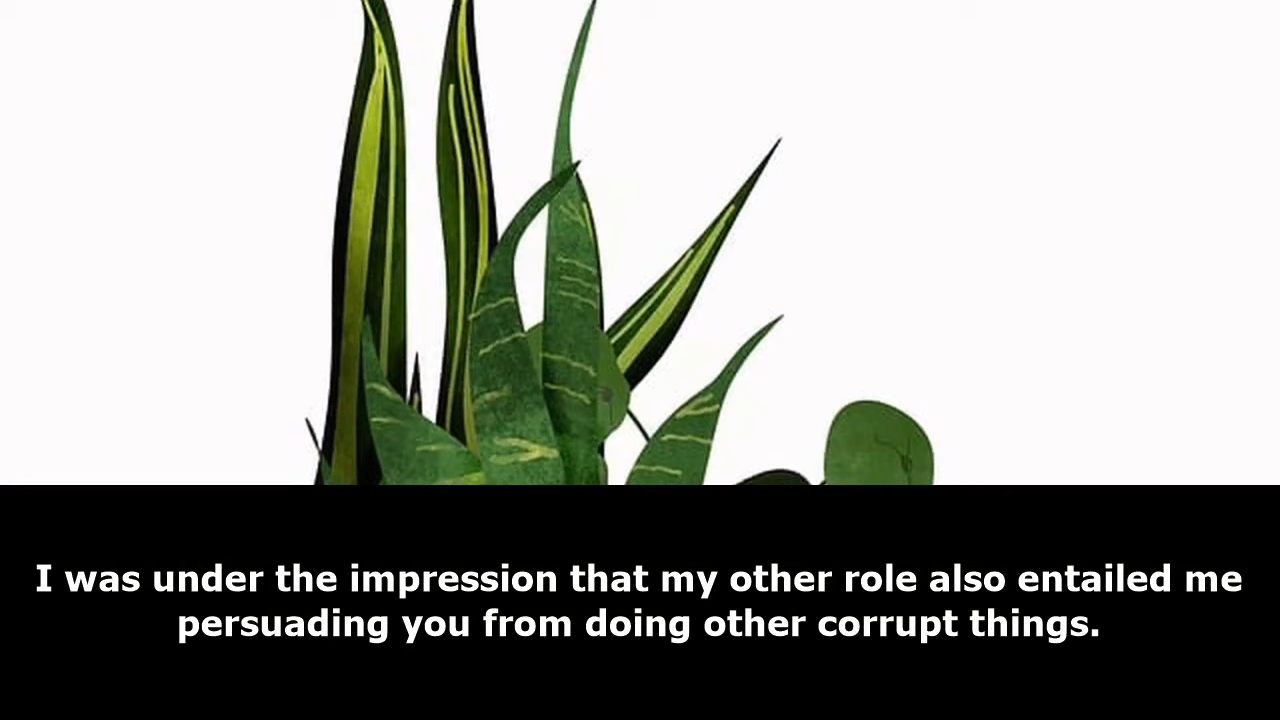 I was under the impression that my other role also entailed me
persuading you from doing other corrupt things.